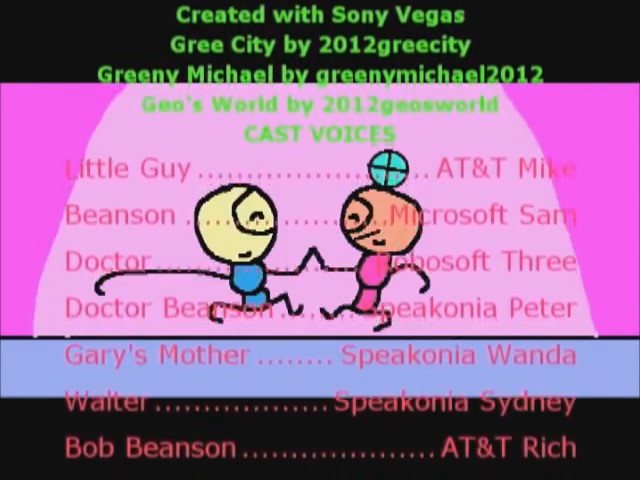 Created with Sony Vegas
Gree City by 2012greecity
Greeny Michael by greenymichael2012
Geo's World by 2012geosworld
CAST VOICES
Little Guy ........................ AT&T Mike
Beanson ....................Microsoft Sam
Doctor......................Robosoft Three
Doctor Beanson ........Speakonia Peter
Gary's Mother ........ Speakonia Wanda
Walter..................Speakonia Sydney
Bob Beanson.................... AT&T Rich